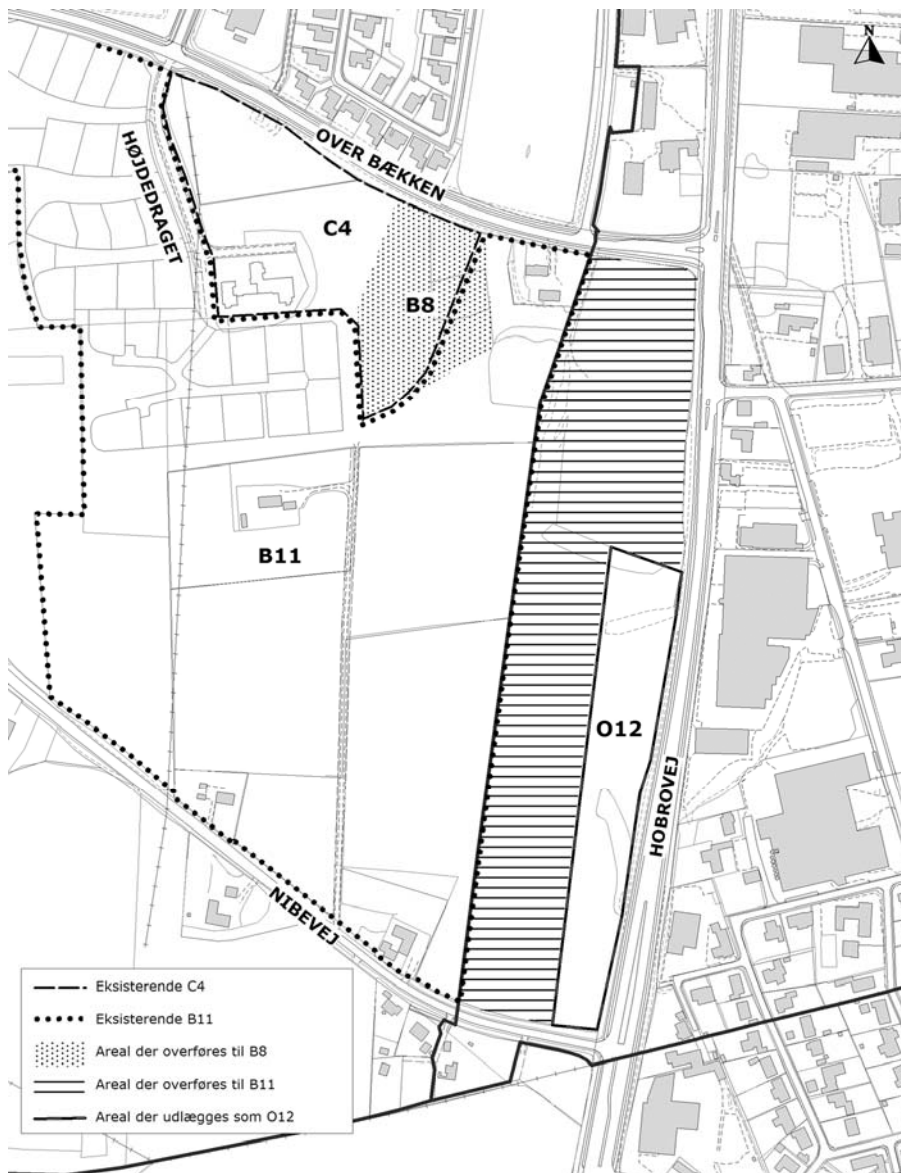 N
OVER BÆKKEN
HØJDEDRAGET
C4
B8
B11
O12
HOBROVEJ
NIBEVEJ
Eksisterende C4
Eksisterende B11
Areal der overføres til B8
Areal der overføres til B11
Areal der udlægges som O12